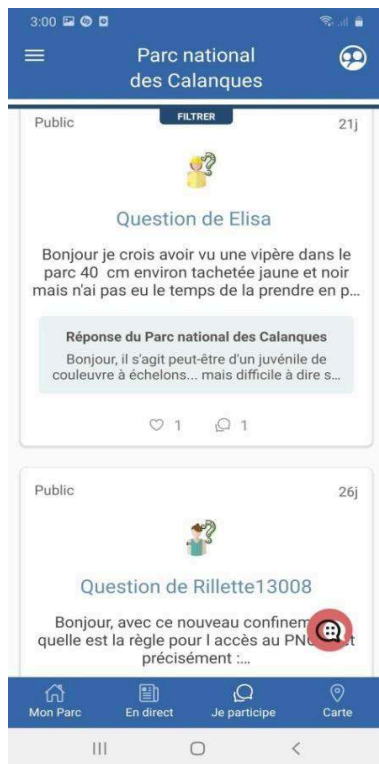 3:00
Parc national
des Calanques
Public
FILTRER
21j
Question de Elisa
Bonjour je crois avoir vu une vipère dans le
parc 40 cm environ tachetée jaune et noir
mais n'ai pas eu le temps de la prendre en p...
Réponse du Parc national des Calanques
Bonjour, il s'agit peut-être d'un juvénile de
couleuvre à échelons... mais difficile à dire s...
1
1
Public
26j
Question de Rillette13008
Bonjour, avec ce nouveau confinem
quelle est la règle pour l accès au PN et
précisément :...
Mon Parc
En direct
Je participe
Carte